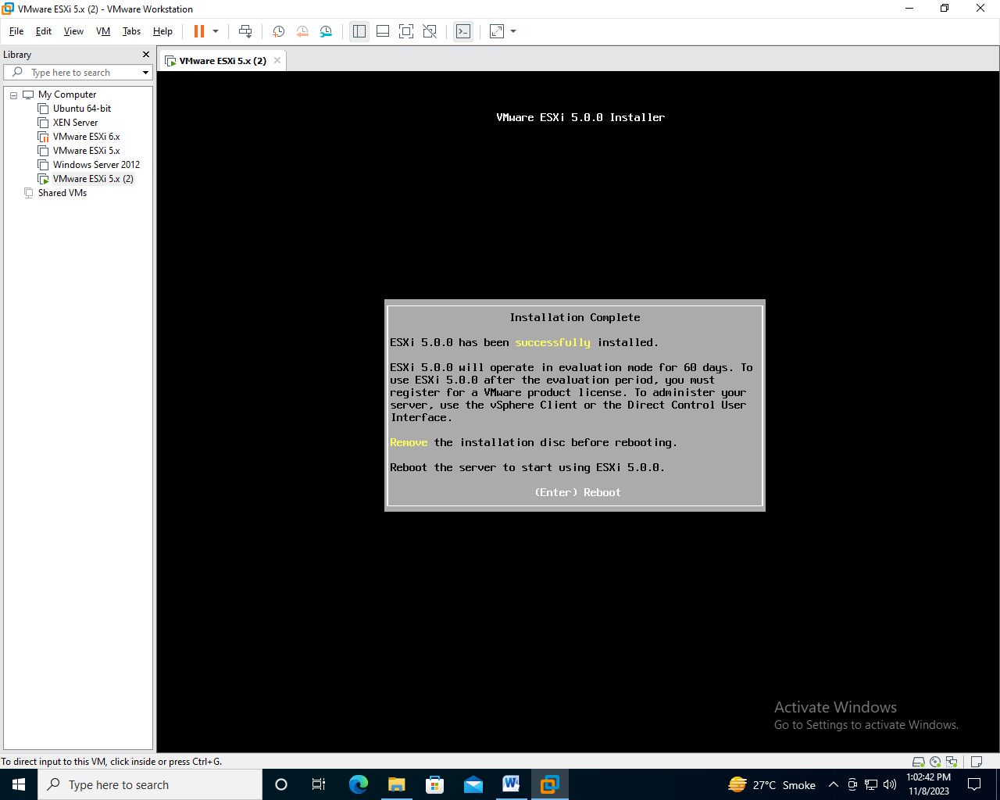 VMware ESXi 5.x (2) - VMware Workstation
File Edit View VM Tabs Help
Library
VMware ESXi 5.x (2)
Type here to search
My Computer
Ubuntu 64-bit
XEN Server
VMware ESXi 6.x
VMware ESXi 5.x
Windows Server 2012
VMware ESXi 5.x (2)
Shared VMs
VMware ESXi 5.0.0 Installer
Installation Complete
ESXi 5.0.0 has been successfully installed.
ESXi 5.0.0 will operate in evaluation mode for 60 days. To
use ESXi 5.0.0 after the evaluation period, you must
register for a VMware product license. To administer your
server, use the vSphere Client or the Direct Control User
Interface.
Remove the installation disc before rebooting.
Reboot the server to start using ESXi 5.0.0.
(Enter) Reboot
Activate Windows
Go to Settings to activate Windows.
To direct input to this VM, click inside or press Ctrl+G.
Type here to search
27°C Smoke
1:02:42 PM
11/8/2023